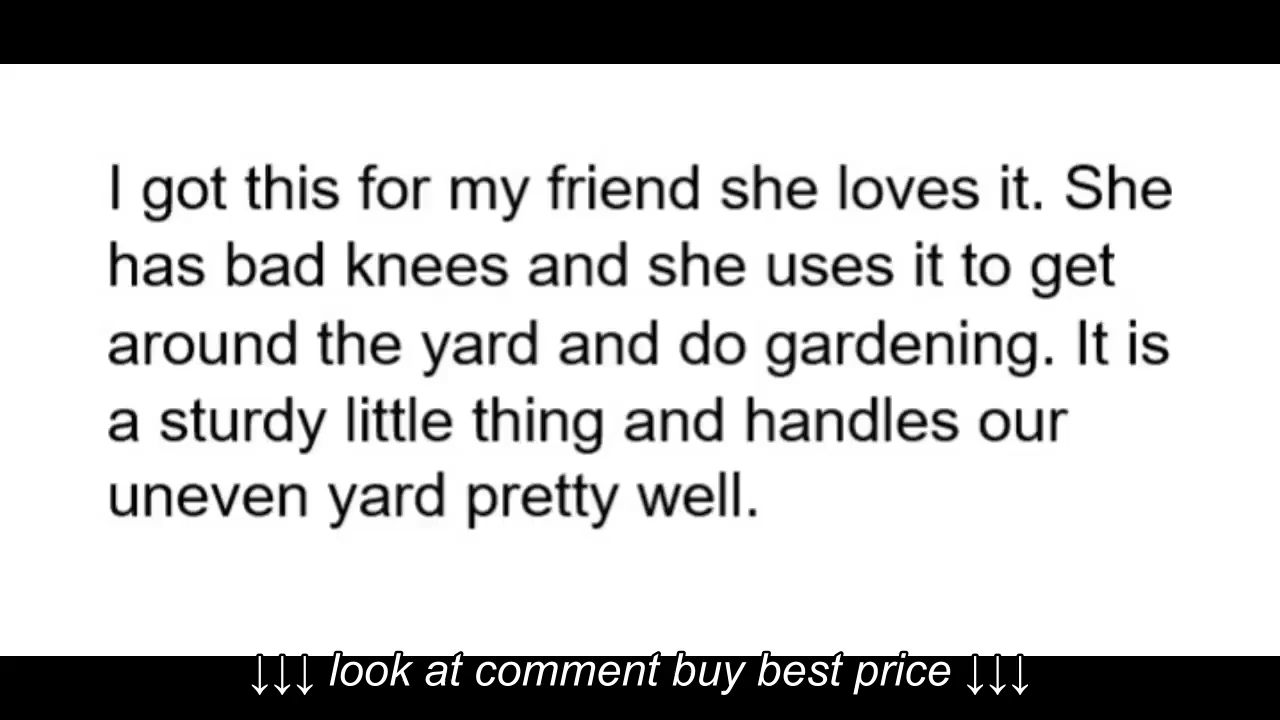 I got this for my friend she loves it. She
has bad knees and she uses it to get
around the yard and do gardening. It is
a sturdy little thing and handles our
uneven yard pretty well.
↓↓↓ look at comment buy best price ↓↓↓